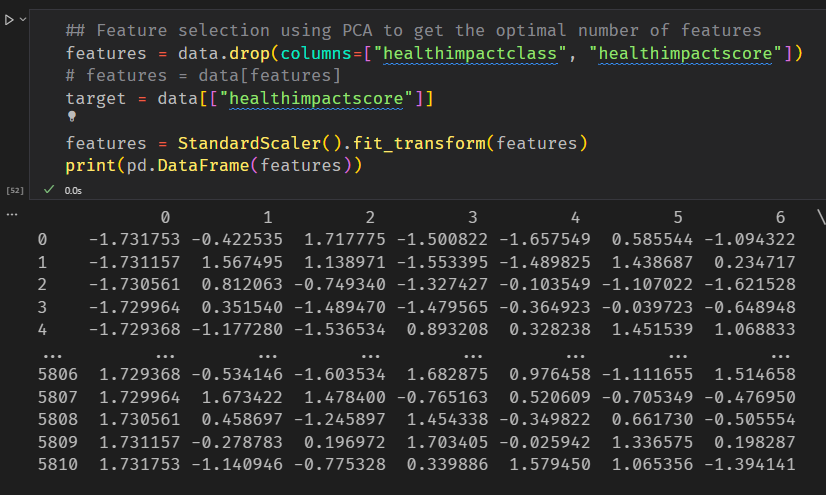 ## Feature selection using PCA to get the optimal number of features
features = data.drop(columns=["healthimpactclass", "healthimpactscore"])
# features = data[features]
target = data[["healthimpactscore"]]
features = StandardScaler().fit_transform(features)
print(pd.DataFrame(features))
[52] 0.0s
... 0 1 2 3 4 5 6 \
0 -1.731753 -0.422535 1.717775 -1.500822 -1.657549 0.585544 -1.094322
1 -1.731157 1.567495 1.138971 -1.553395 -1.489825 1.438687 0.234717
2 -1.730561 0.812063 -0.749340 -1.327427 -0.103549 -1.107022 -1.621528
3 -1.729964 0.351540 -1.489470 -1.479565 -0.364923 -0.039723 -0.648948
4 -1.729368 -1.177280 -1.536534 0.893208 0.328238 1.451539 1.068833
... ... ... ... ... ... ... ...
5806 1.729368 -0.534146 -1.603534 1.682875 0.976458 -1.111655 1.514658
5807 1.729964 1.673422 1.478400 -0.765163 0.520609 -0.705349 -0.476950
5808 1.730561 0.458697 -1.245897 1.454338 -0.349822 0.661730 -0.505554
5809 1.731157 -0.278783 0.196972 1.703405 -0.025942 1.336575 0.198287
5810 1.731753 -1.140946 -0.775328 0.339886 1.579450 1.065356 -1.394141